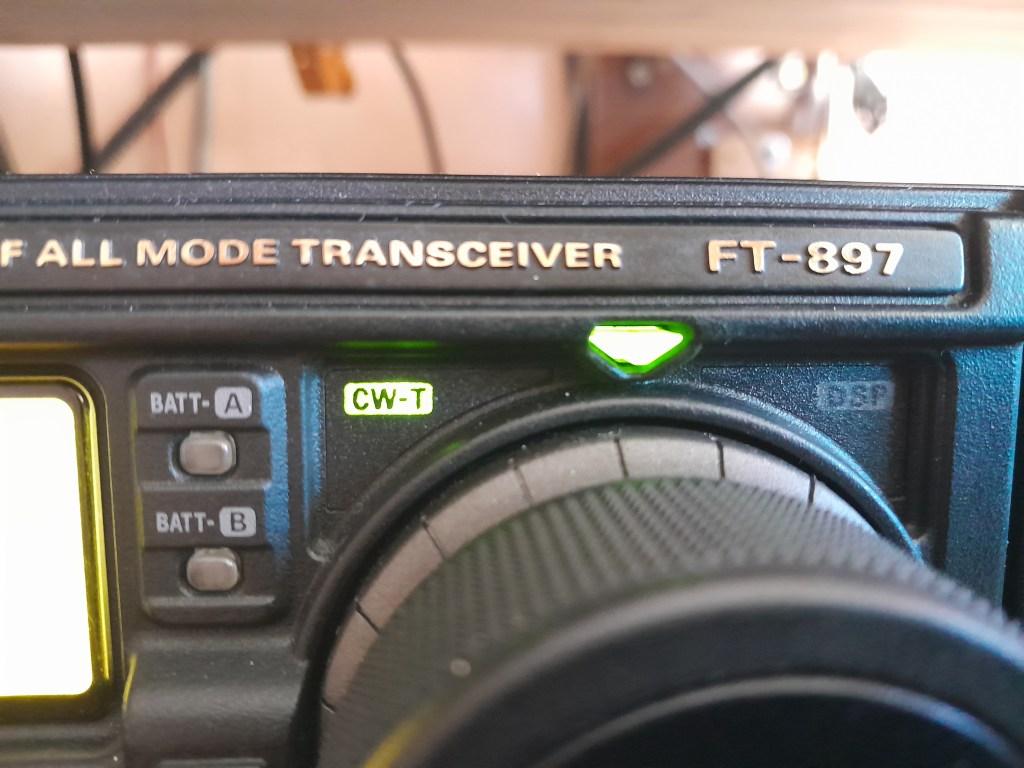 F ALL MODE TRANSCEIVER FT-897
BATT-A
CW-T
DSP
BATT-B